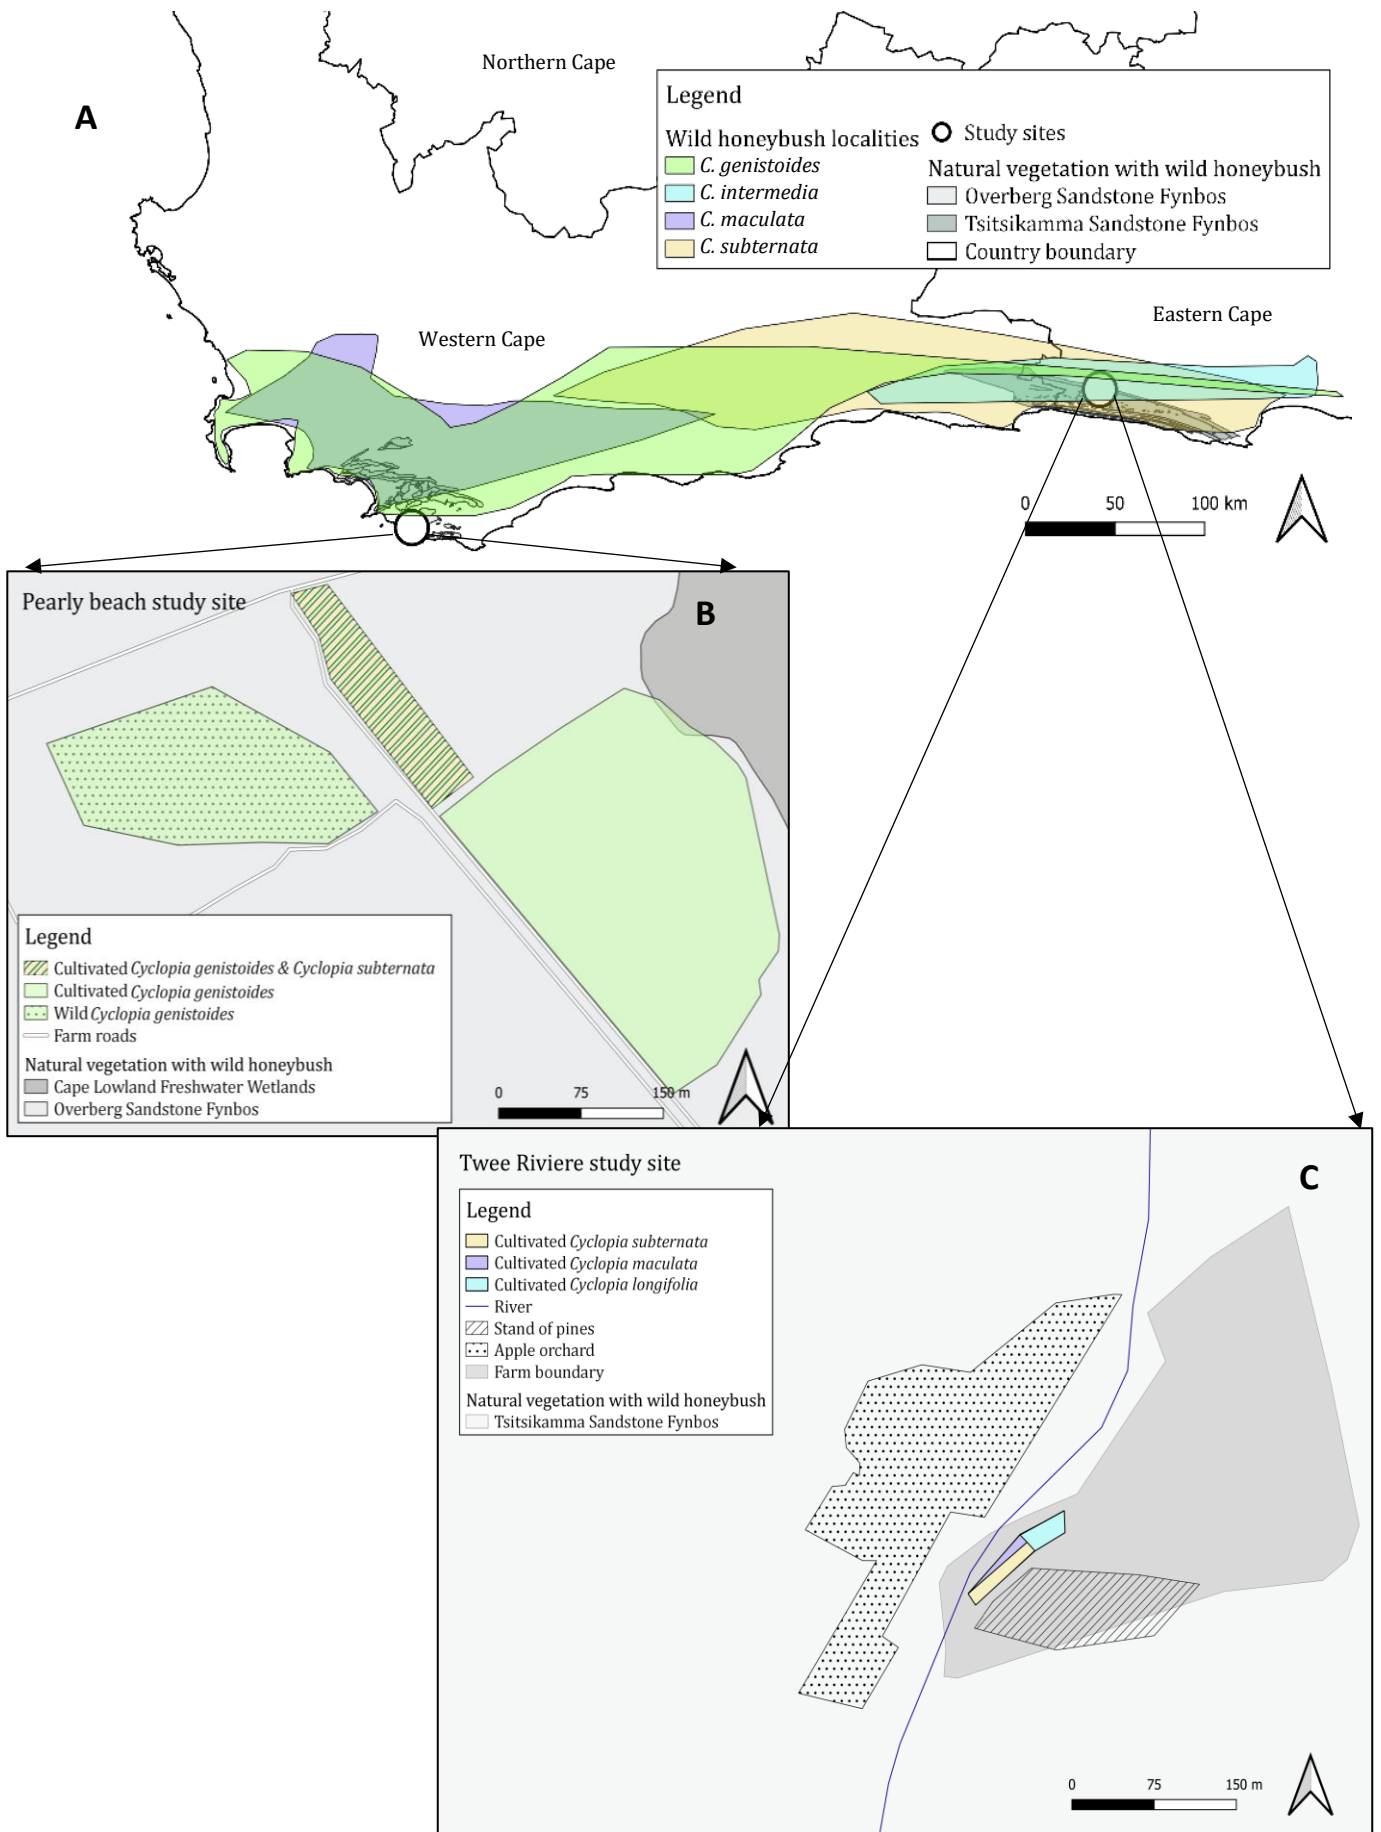 Northern Cape
A
Legend
Wild honeybush localities
C. genistoides
C. intermedia
C. maculata
C. subternata
Study sites
Natural vegetation with wild honeybush
Overberg Sandstone Fynbos
Tsitsikamma Sandstone Fynbos
Country boundary
Western Cape
Eastern Cape
0 50 100 km
Pearly beach study site
B
Legend
Cultivated Cyclopia genistoides & Cyclopia subternata
Cultivated Cyclopia genistoides
Wild Cyclopia genistoides
Farm roads
Natural vegetation with wild honeybush
Cape Lowland Freshwater Wetlands
Overberg Sandstone Fynbos
0 75 150 m
Twee Riviere study site
C
Legend
Cultivated Cyclopia subternata
Cultivated Cyclopia maculata
Cultivated Cyclopia longifolia
River
Stand of pines
Apple orchard
Farm boundary
Natural vegetation with wild honeybush
Tsitsikamma Sandstone Fynbos
0 75 150 m